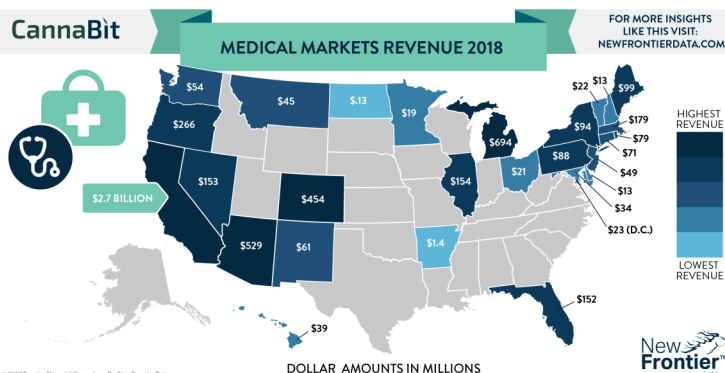 CannaBit
MEDICAL MARKETS REVENUE 2018
FOR MORE INSIGHTS
LIKE THIS VISIT:
NEWFRONTIERDATA.COM
$54
$45
$.13
$19
$22
$13
$99
$266
$694
$94
$179
$79
$71
$153
$454
$154
$21
$88
$49
$13
$34
$23 (D.C.)
$2.7 BILLION
$529
$61
$1.4
$152
$39
HIGHEST
REVENUE
LOWEST
REVENUE
DOLLAR AMOUNTS IN MILLIONS
New
Frontier™
data